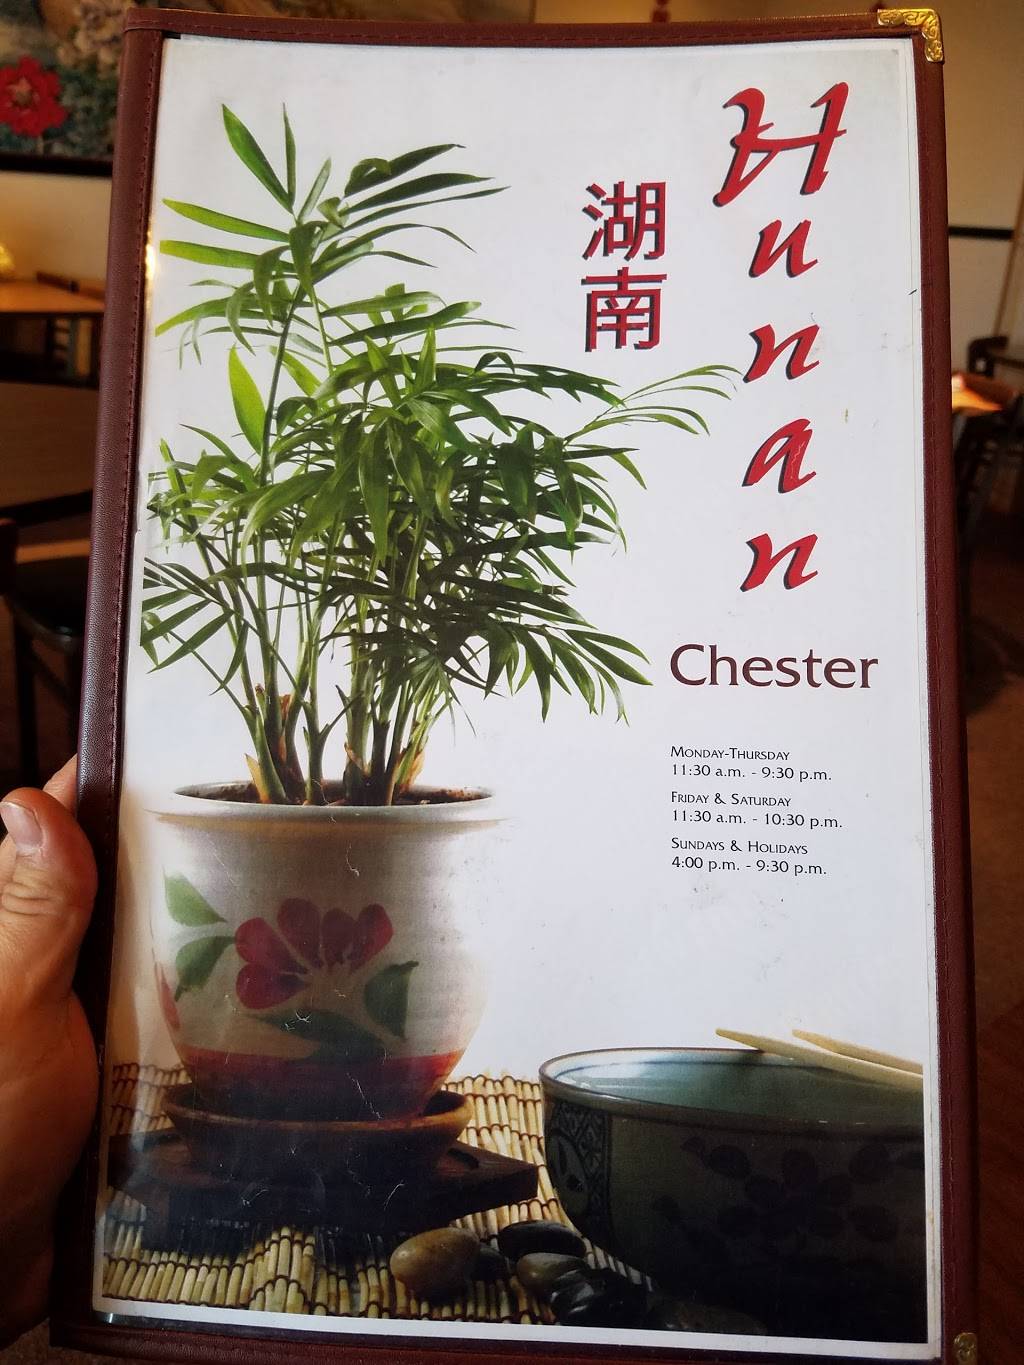 Hunan
湖南
Chester
Monday-Thursday
11:30 a.m. - 9:30 p.m.
Friday & Saturday
11:30 a.m. - 10:30 p.m.
Sundays & Holidays
4:00 p.m. - 9:30 p.m.